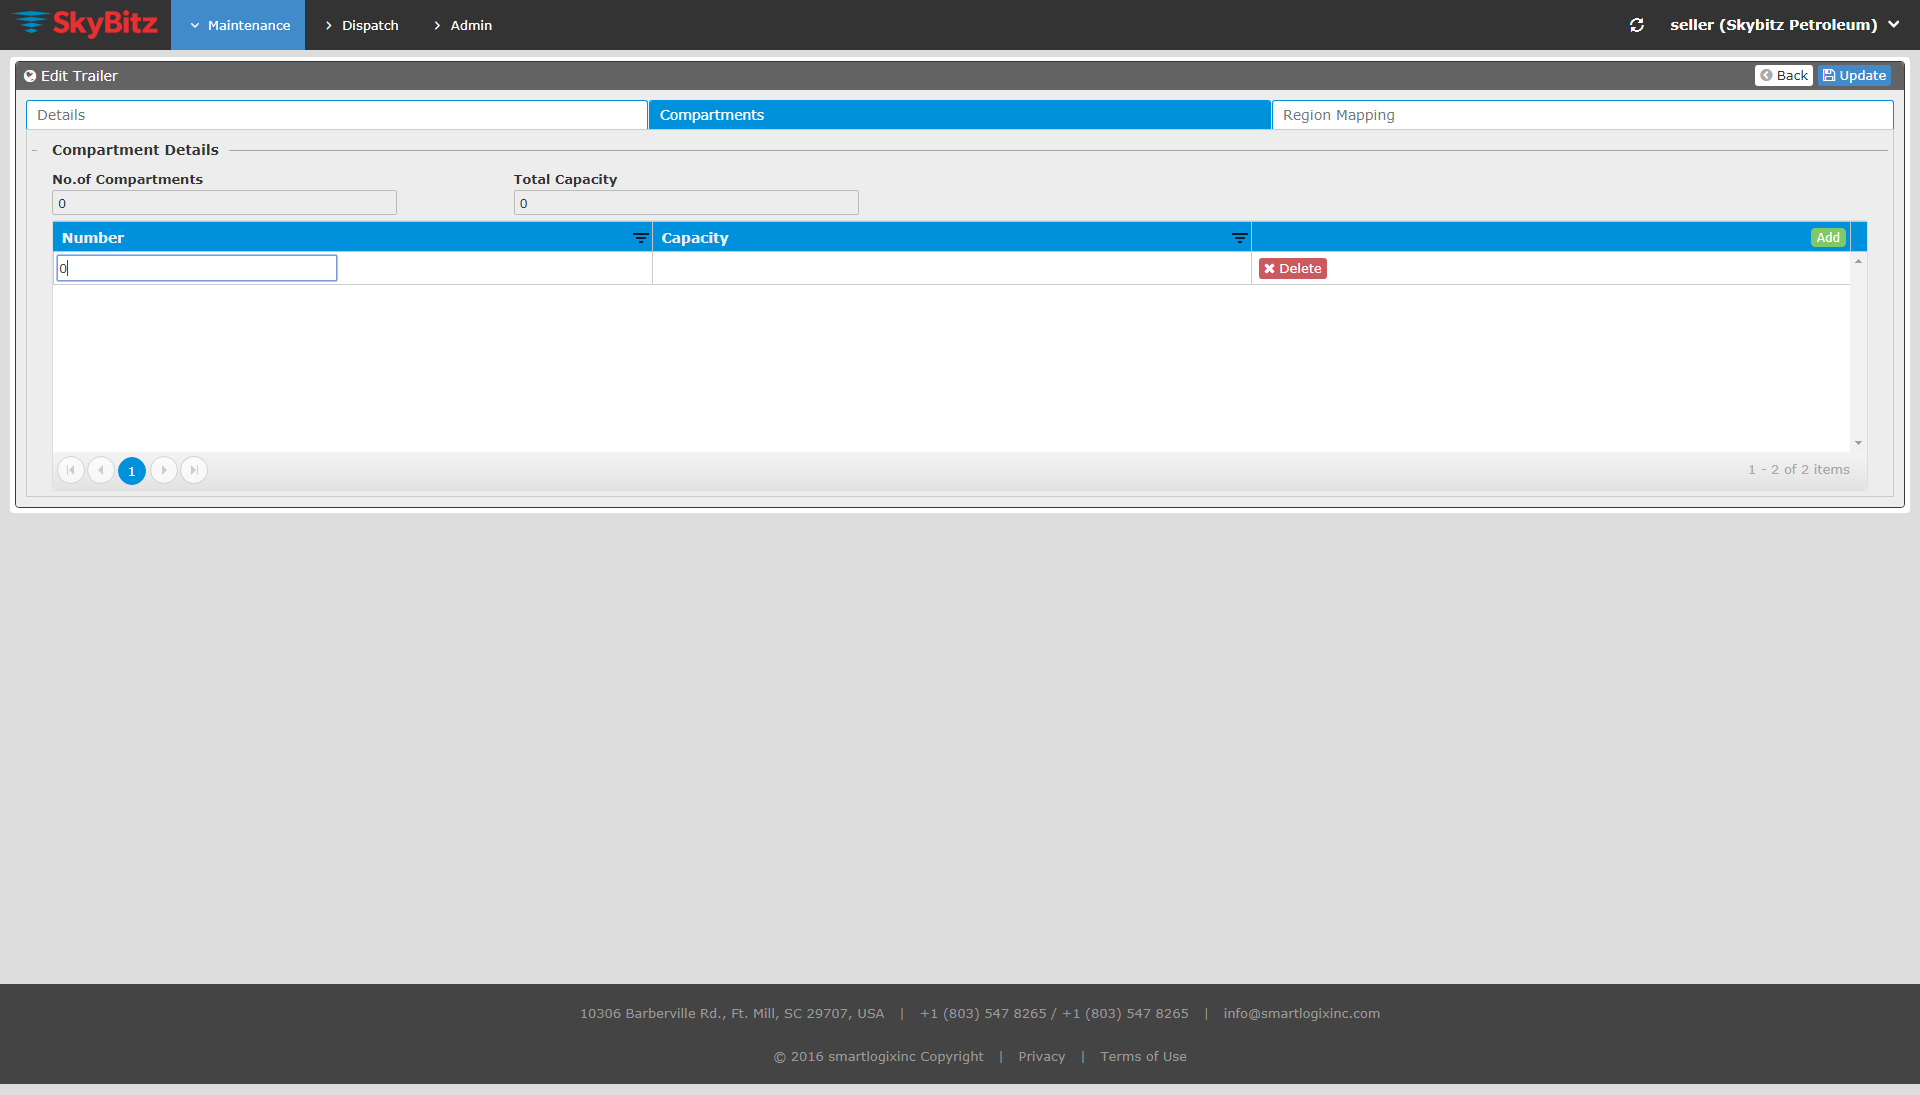 SkyBitz Maintenance Dispatch Admin seller (Skybitz Petroleum)
Edit Trailer Back Update
Details Compartments Region Mapping
Compartment Details
No.of Compartments Total Capacity
0 0
Number Capacity Add
0 Delete
1 1 - 2 of 2 items
10306 Barberville Rd., Ft. Mill, SC 29707, USA | +1 (803) 547 8265 / +1 (803) 547 8265 | info@smartlogixinc.com
© 2016 smartlogixinc Copyright | Privacy | Terms of Use